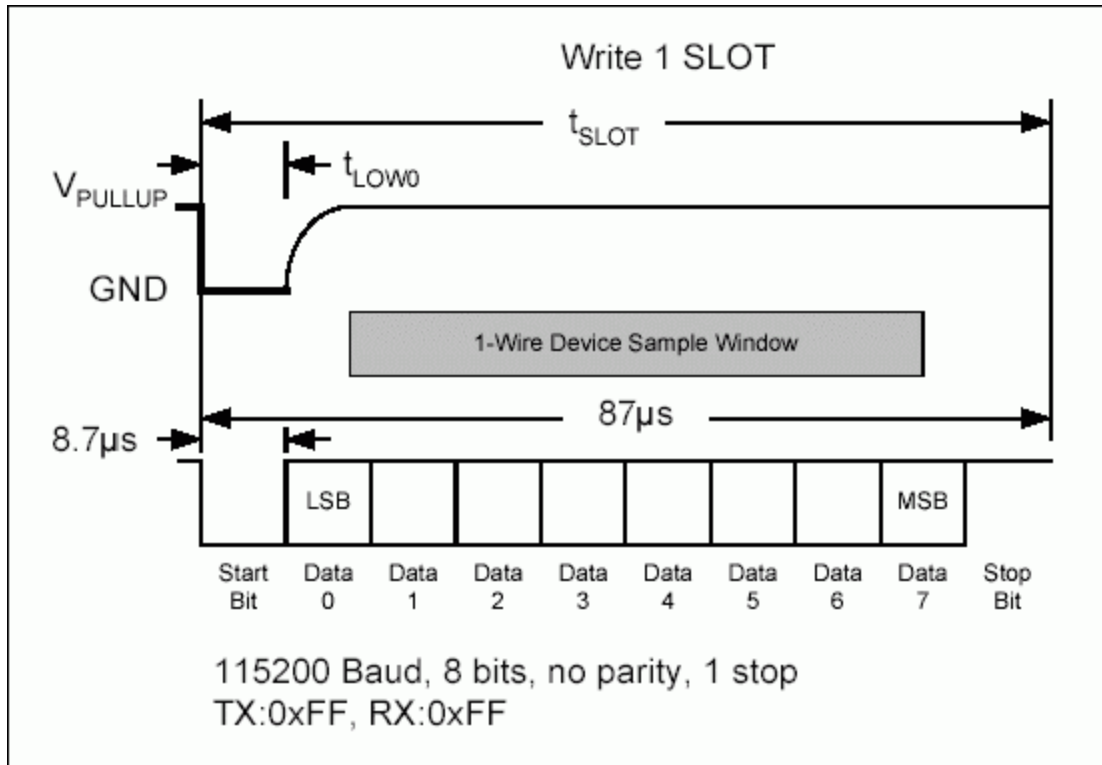 Write 1 SLOT
tSLOT
tLOW0
VPULLUP
GND
1-Wire Device Sample Window
87µs
8.7µs
LSB MSB
Start Bit
Data 0
Data 1
Data 2
Data 3
Data 4
Data 5
Data 6
Data 7
Stop Bit
115200 Baud, 8 bits, no parity, 1 stop
TX:0xFF, RX:0xFF